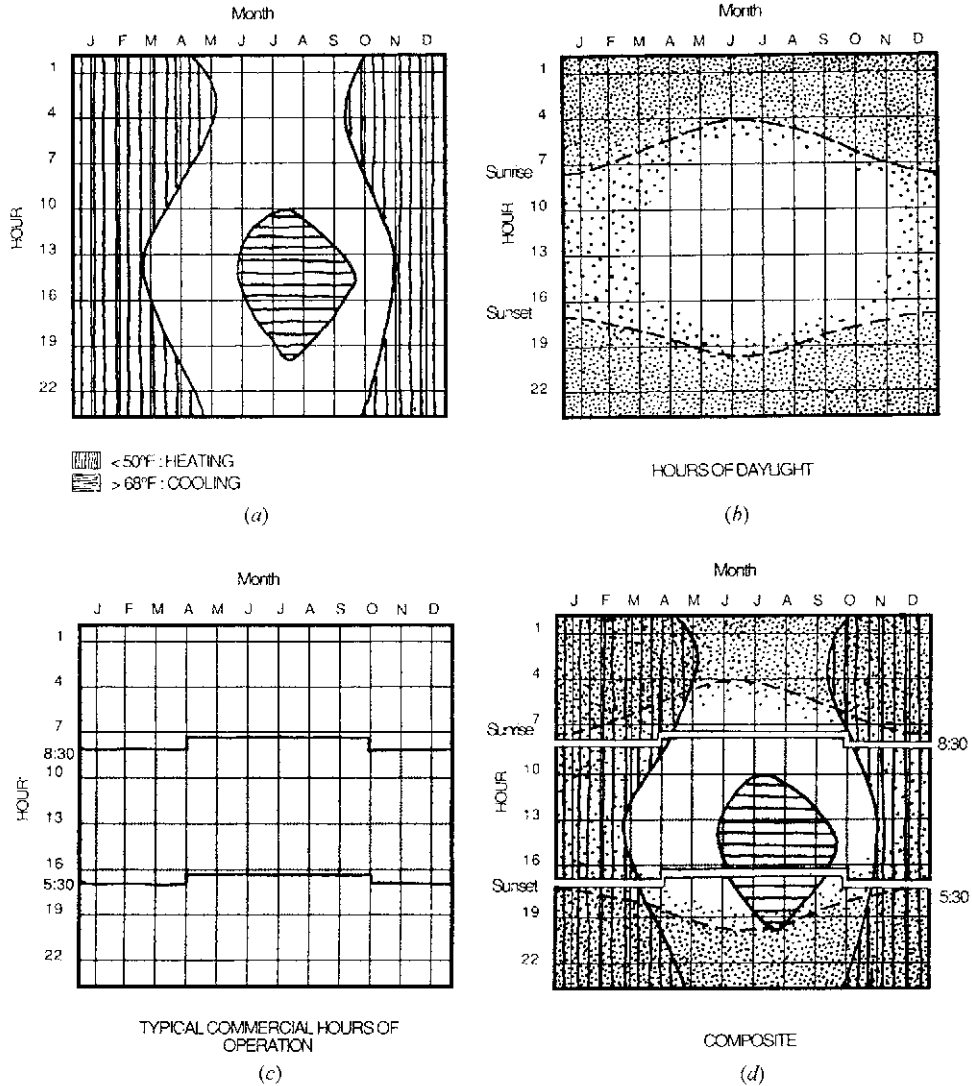 Month
J F M A M J J A S O N D
HOUR
1
4
7
10
13
16
19
22
< 50°F : HEATING
> 68°F : COOLING
(a)
Month
J F M A M J J A S O N D
HOUR
1
4
7
Sunrise
10
13
16
Sunset
19
22
HOURS OF DAYLIGHT
(b)
Month
J F M A M J J A S O N D
HOUR
1
4
7
8:30
10
13
16
5:30
19
22
TYPICAL COMMERCIAL HOURS OF
OPERATION
(c)
Month
J F M A M J J A S O N D
HOUR
1
4
7
Sunrise
8:30
10
13
16
Sunset
5:30
19
22
COMPOSITE
(d)